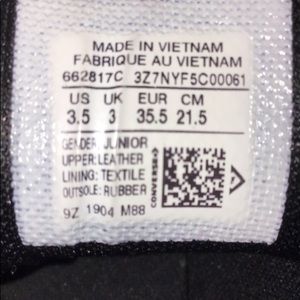 MADE IN VIETNAM
FABRIQUE AU VIETNAM
662817C 3Z7NYF5C00061
US UK EUR CM
3.5 3 35.5 21.5
GENDER: JUNIOR
UPPER: LEATHER
LINING: TEXTILE
OUTSOLE: RUBBER
CONVERSE
9Z 1904 M88